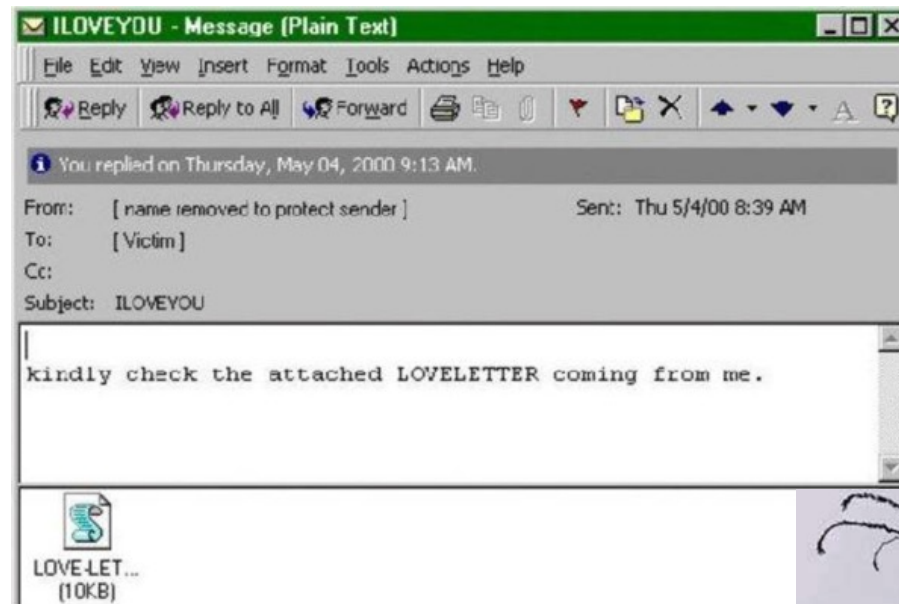 ILOVEYOU - Message (Plain Text)
File Edit View Insert Format Tools Actions Help
Reply Reply to All Forward A
You replied on Thursday, May 04, 2000 9:13 AM.
From: [ name removed to protect sender ] Sent: Thu 5/4/00 8:39 AM
To: [ Victim ]
Cc:
Subject: ILOVEYOU
kindly check the attached LOVELETTER coming from me.
LOVE-LET...
(10KB)